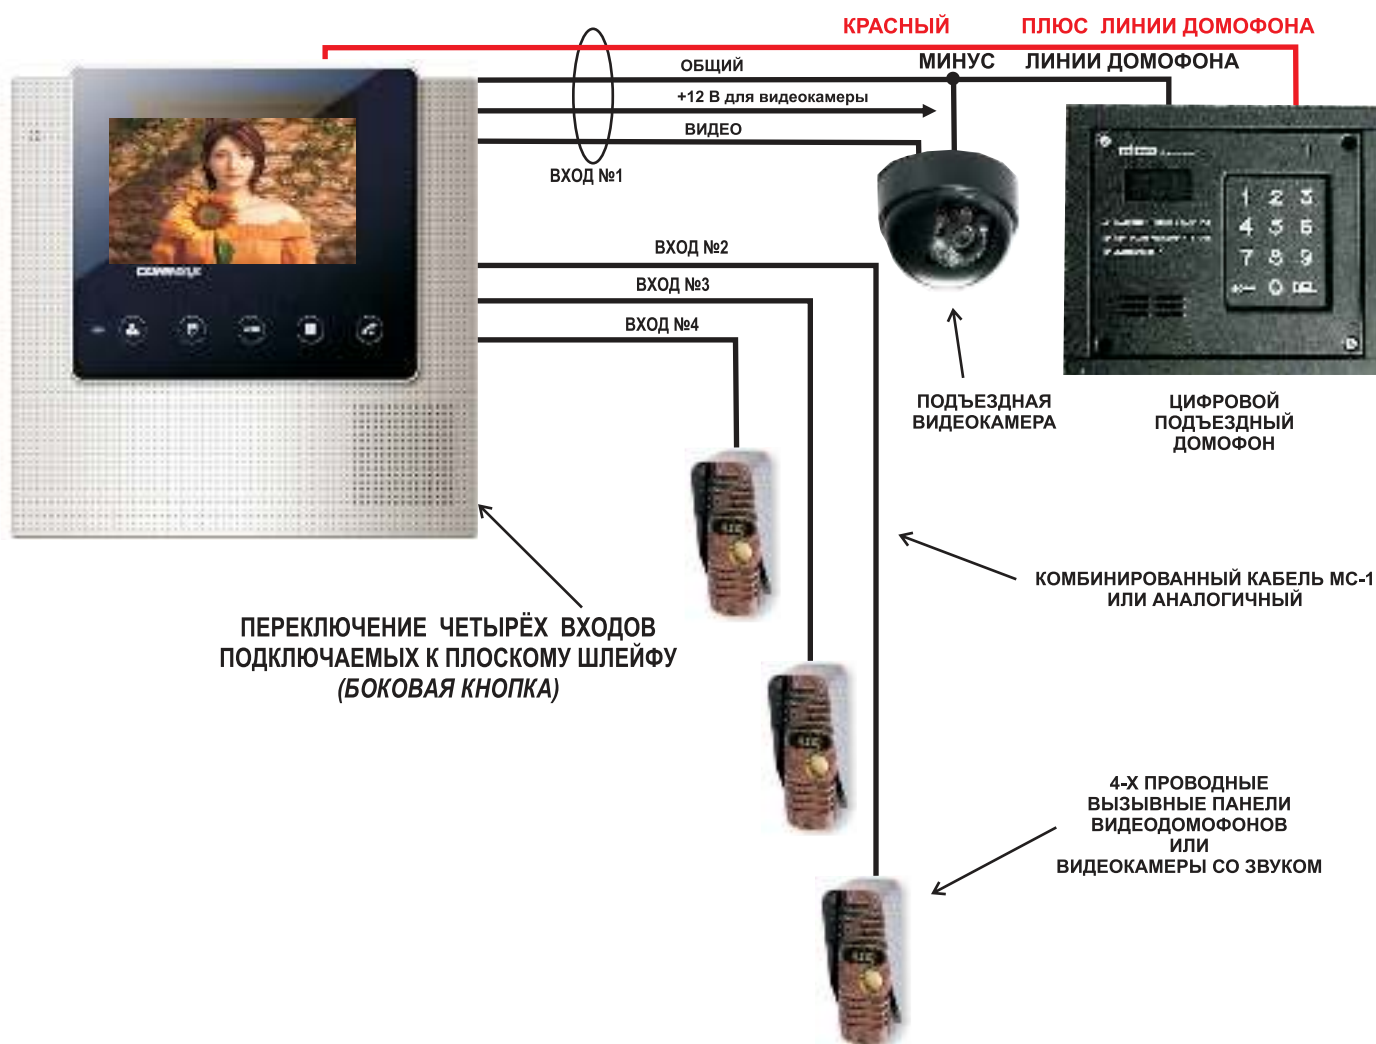 КРАСНЫЙ ПЛЮС ЛИНИИ ДОМОФОНА
ОБЩИЙ
МИНУС ЛИНИИ ДОМОФОНА
+12 В для видеокамеры
ВИДЕО
ВХОД №1
ВХОД №2
ВХОД №3
ВХОД №4
COMMAX
1 2 3
4 5 6
7 8 9
0
ПОДЪЕЗДНАЯ
ВИДЕОКАМЕРА
ЦИФРОВОЙ
ПОДЪЕЗДНЫЙ
ДОМОФОН
КОМБИНИРОВАННЫЙ КАБЕЛЬ МС-1
ИЛИ АНАЛОГИЧНЫЙ
ПЕРЕКЛЮЧЕНИЕ ЧЕТЫРЁХ ВХОДОВ
ПОДКЛЮЧАЕМЫХ К ПЛОСКОМУ ШЛЕЙФУ
(БОКОВАЯ КНОПКА)
4-Х ПРОВОДНЫЕ
ВЫЗЫВНЫЕ ПАНЕЛИ
ВИДЕОДОМОФОНОВ
ИЛИ
ВИДЕОКАМЕРЫ СО ЗВУКОМ